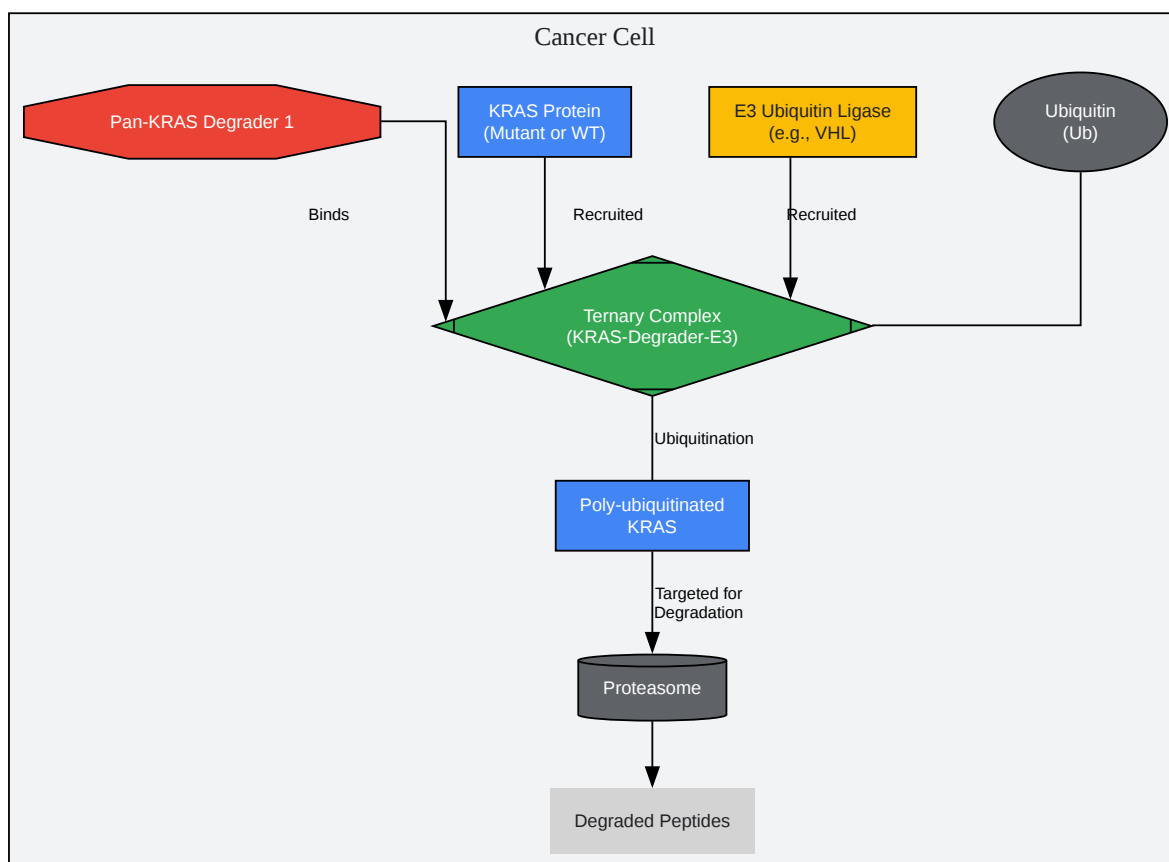 Cancer Cell
Pan-KRAS Degrader 1
KRAS Protein
(Mutant or WT)
E3 Ubiquitin Ligase
(e.g., VHL)
Ubiquitin
(Ub)
Binds
Recruited
Recruited
Ternary Complex
(KRAS-Degrader-E3)
Ubiquitination
Poly-ubiquitinated
KRAS
Targeted for
Degradation
Proteasome
Degraded Peptides